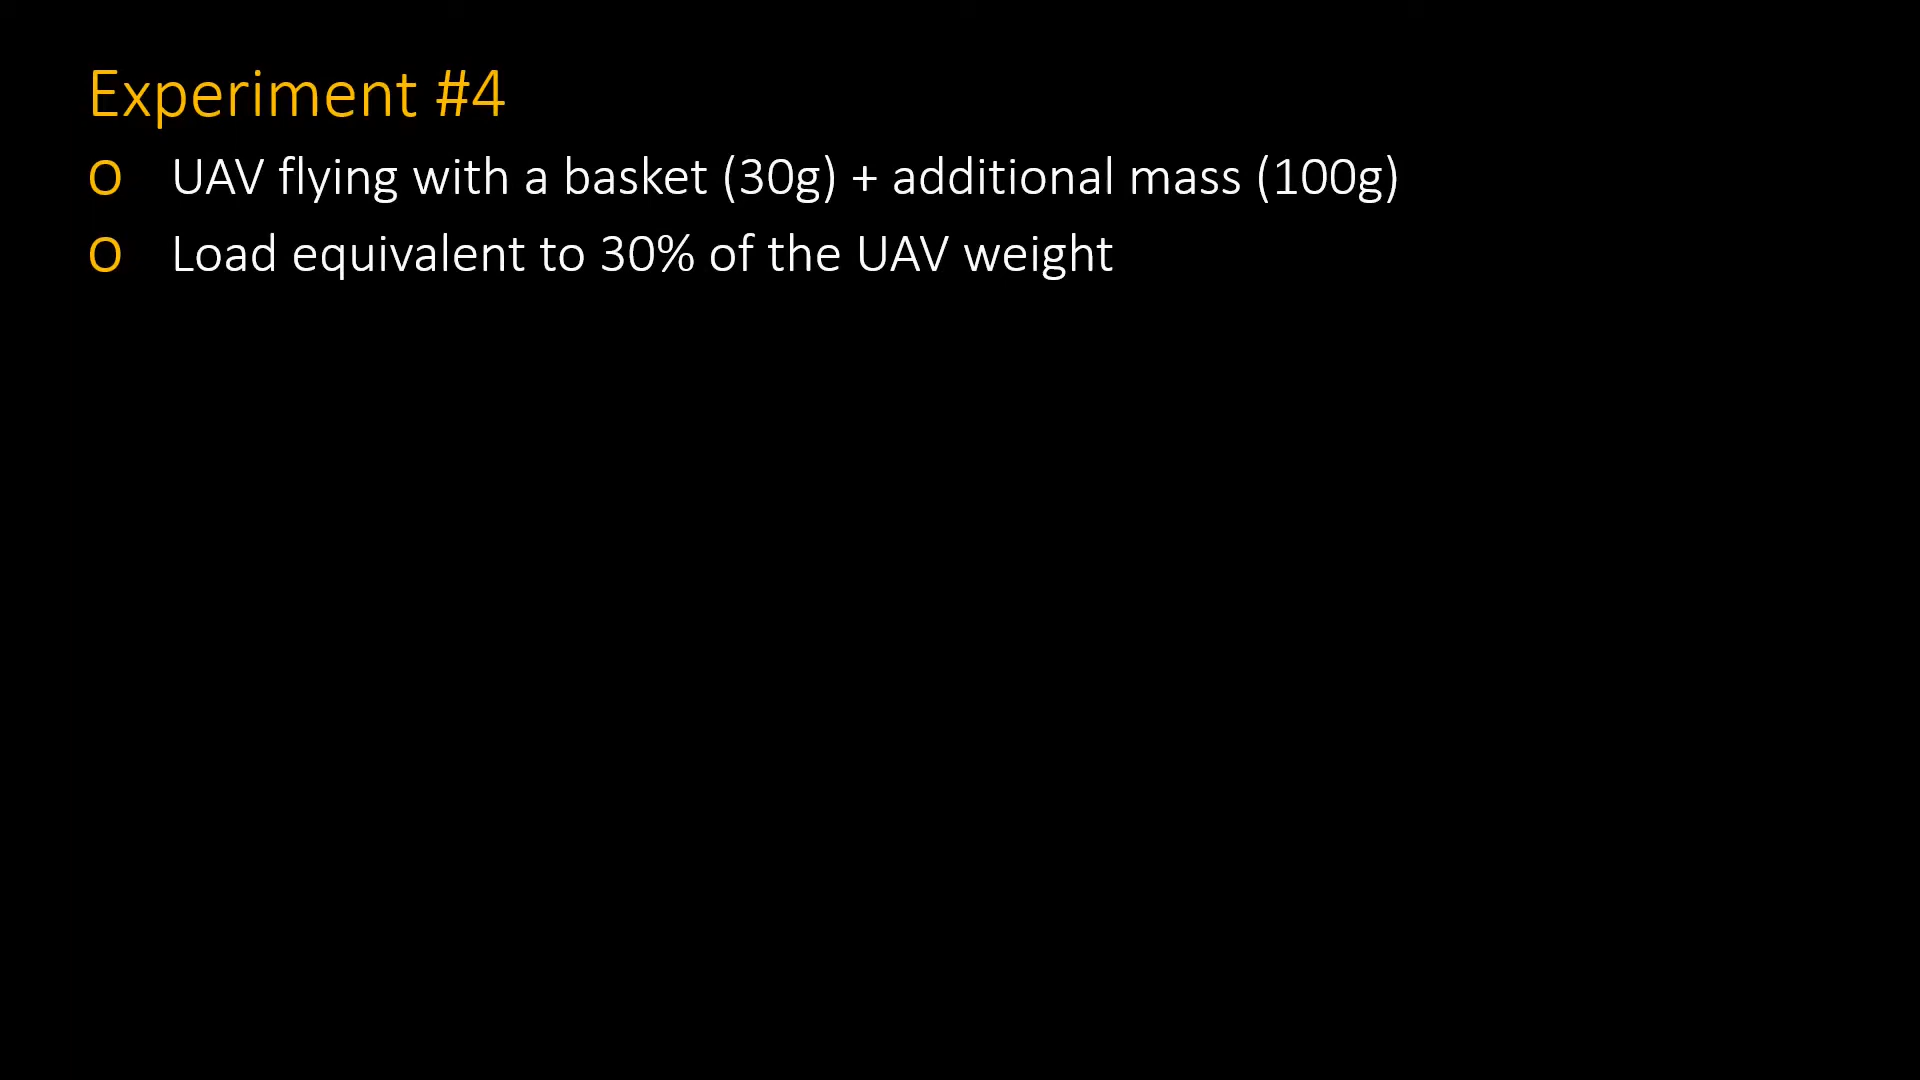 Experiment #4
O UAV flying with a basket (30g) + additional mass (100g)
O Load equivalent to 30% of the UAV weight